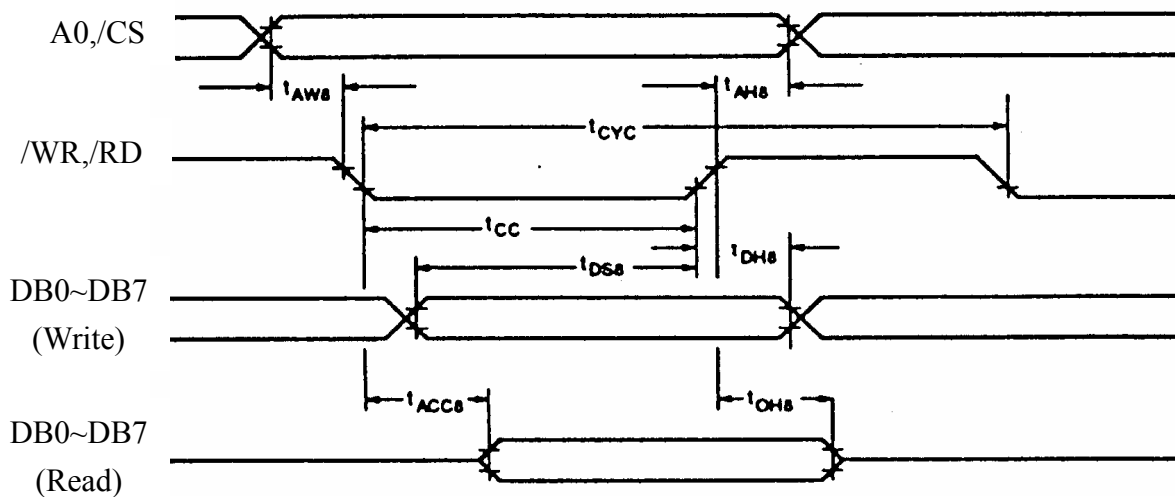 A0,/CS
tAW8
tAH8
tCYC
/WR,/RD
tCC
tDH8
tDS8
DB0~DB7
(Write)
tACC8
tOH8
DB0~DB7
(Read)